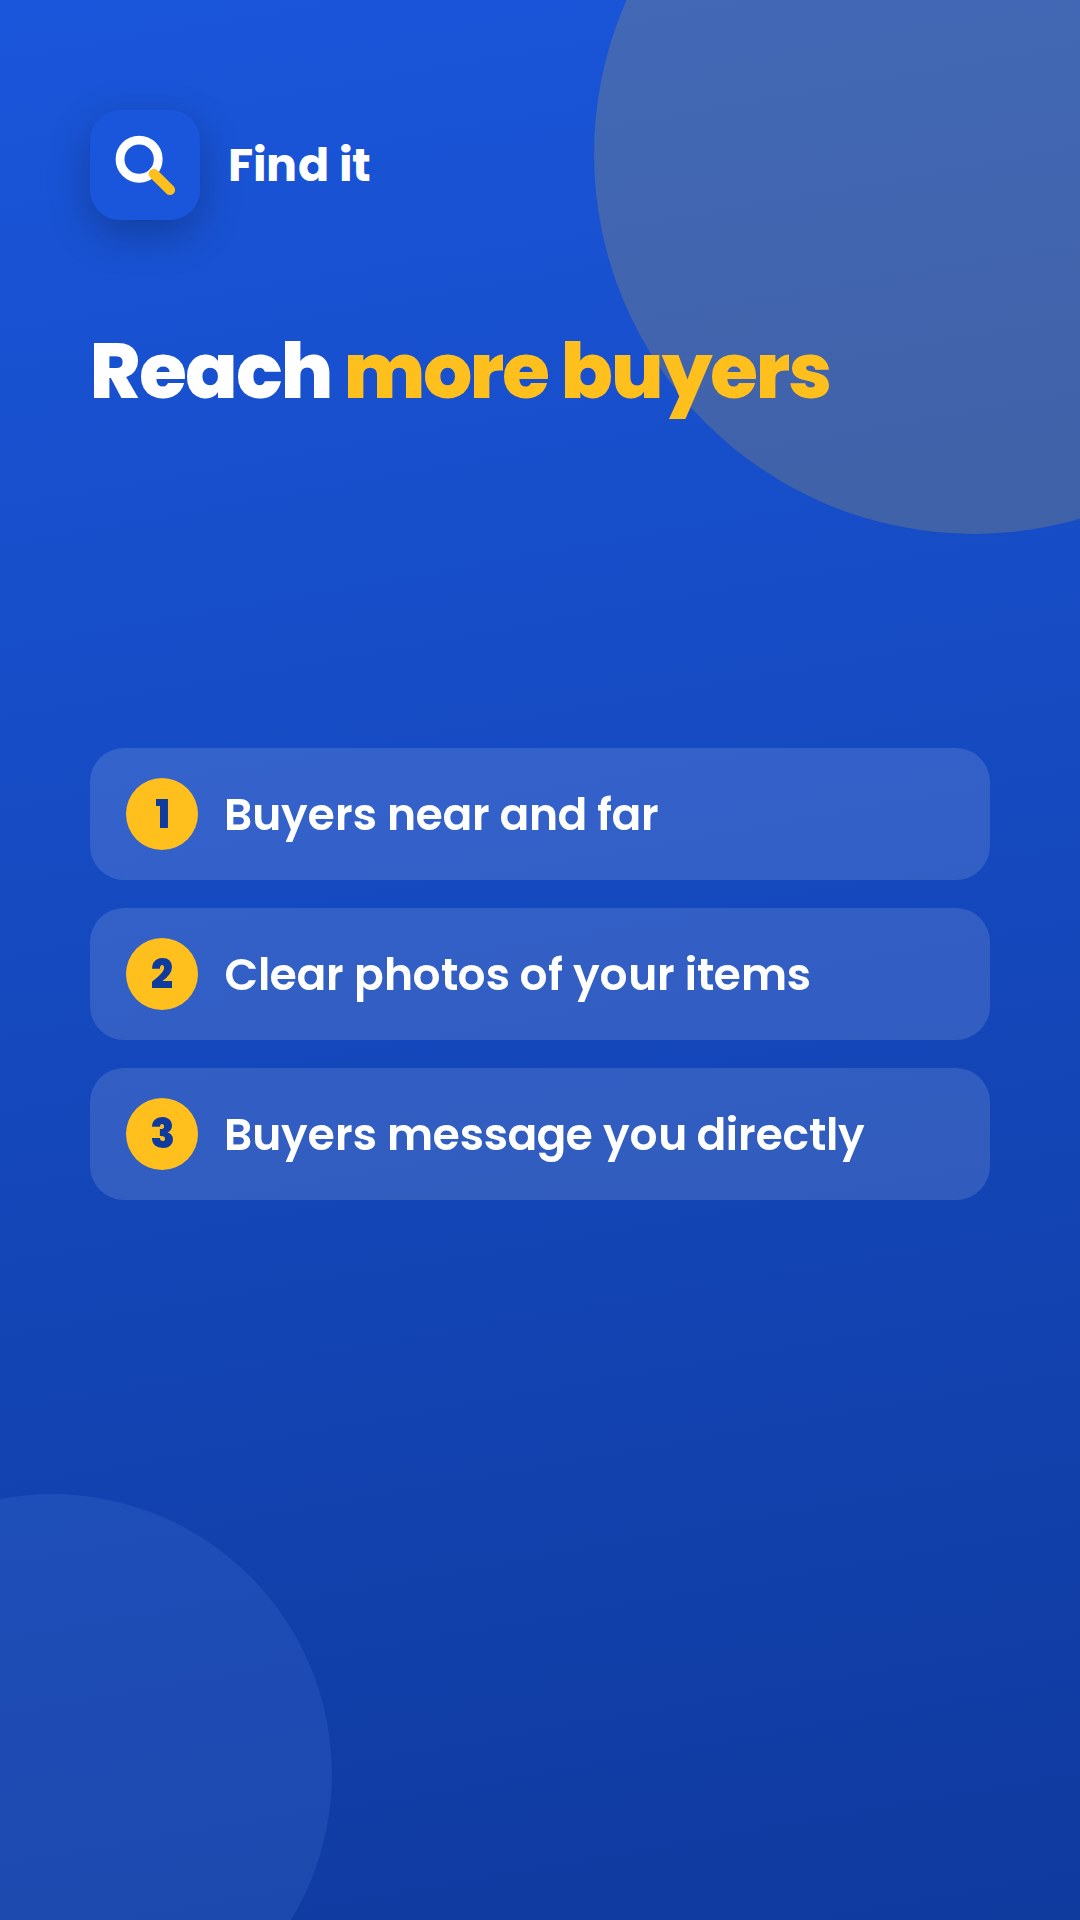 Find it
Reach more buyers
1 Buyers near and far
2 Clear photos of your items
3 Buyers message you directly